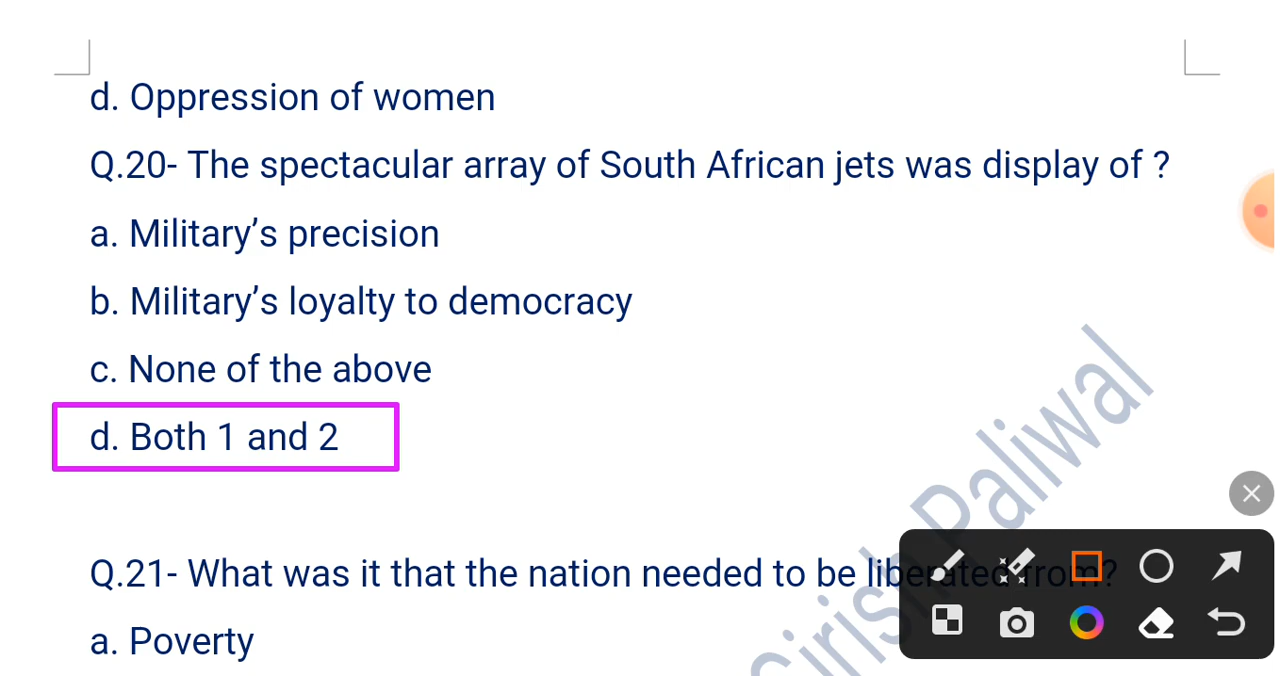 d. Oppression of women
Q.20- The spectacular array of South African jets was display of ?
a. Military’s precision
b. Military’s loyalty to democracy
c. None of the above
d. Both 1 and 2
Q.21- What was it that the nation needed to be liberated from?
a. Poverty
Girish Paliwal